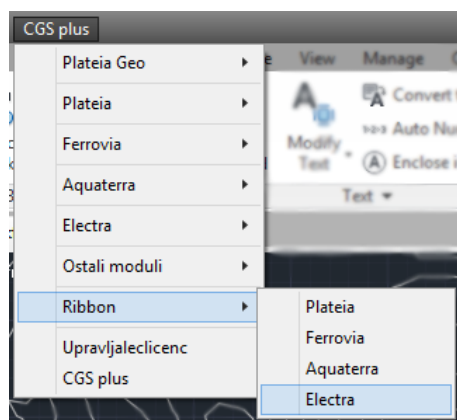 CGS plus
View Manage
Plateia Geo
Plateia
Ferrovia
Aquaterra
Electra
Ostali moduli
Ribbon
Upravljaleclicenc
CGS plus
Plateia
Ferrovia
Aquaterra
Electra
Convert
Auto Nu
Enclose
Modify
Text
Text